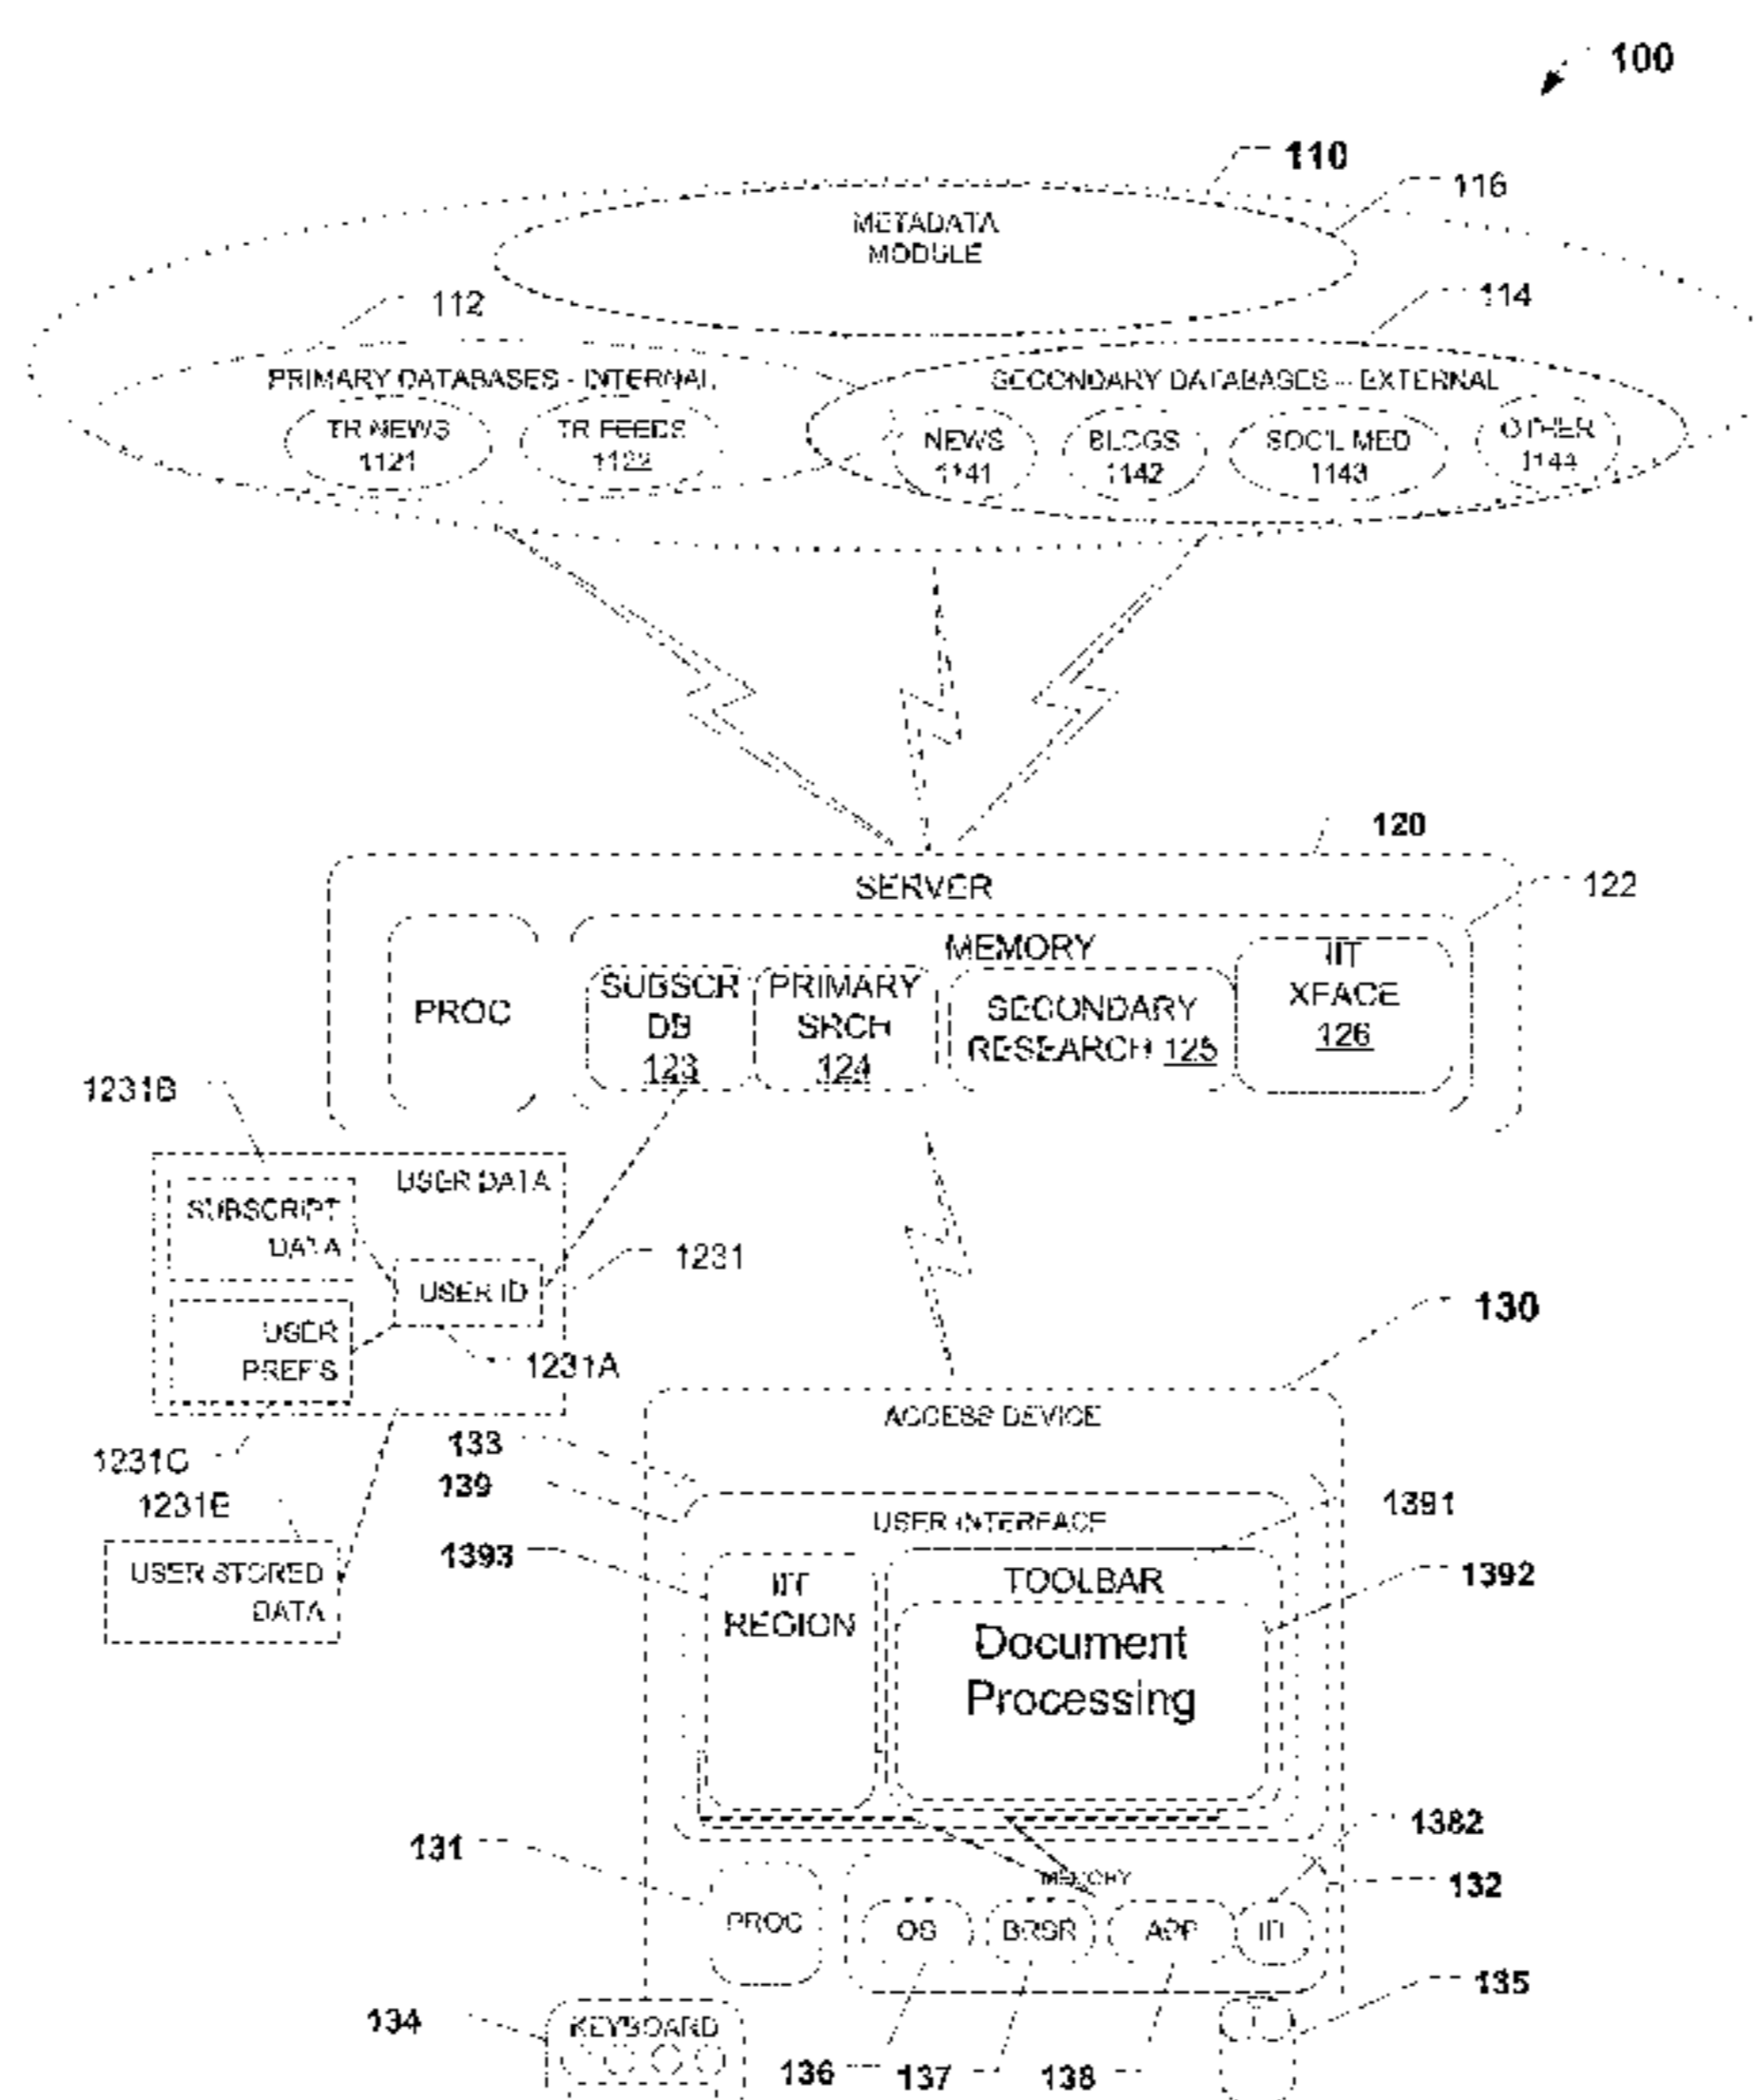 100
110
116
METADATA
MODULE
112
114
PRIMARY DATABASES - INTERNAL
SECONDARY DATABASES – EXTERNAL
TR NEWS
1121
TR FEEDS
1122
NEWS
1141
BLOGS
1142
SOC'L MED
1143
OTHER
1144
120
SERVER
122
PROC
MEMORY
SUBSCR
DB
123
PRIMARY
SRCH
124
SECONDARY
RESEARCH 125
XFACE
126
1231B
USER DATA
SUBSCRIPT
DATA
USER ID
1231
USER
PREFS
1231A
130
ACCESS DEVICE
1231C
133
1231E
139
USER INTERFACE
1391
1393
REGION
TOOLBAR
1392
USER STORED
DATA
Document
Processing
1382
131
MEMORY
132
PROC
OS
BRSR
APP
135
134
KEYBOARD
136
137
138